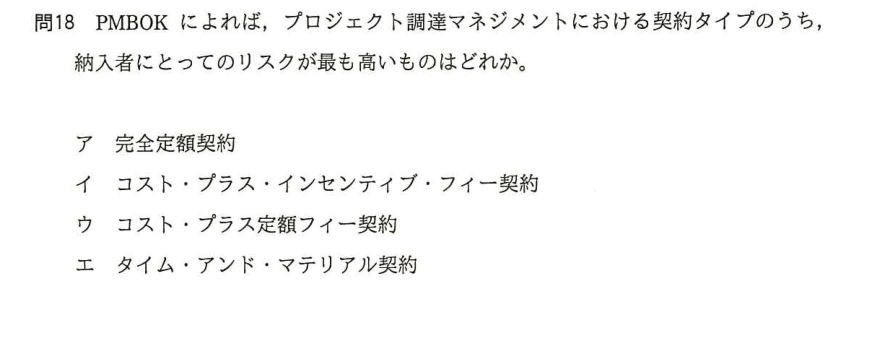 問18 PMBOK によれば，プロジェクト調達マネジメントにおける契約タイプのうち，
納入者にとってのリスクが最も高いものはどれか。
ア 完全定額契約
イ コスト・プラス・インセンティブ・フィー契約
ウ コスト・プラス定額フィー契約
エ タイム・アンド・マテリアル契約